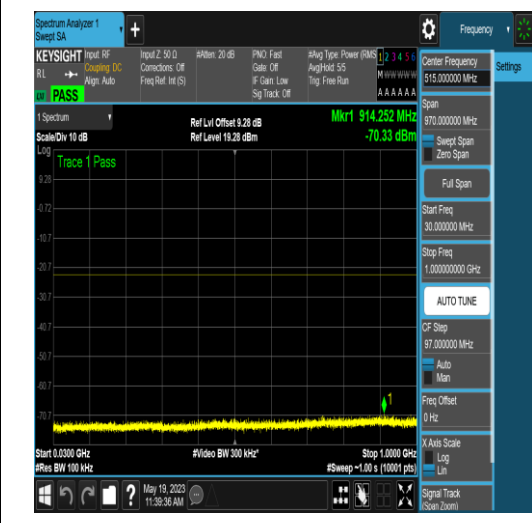 Spectrum Analyzer 1
Swept SA
+
Frequency
KEYSIGHT
Input: RF
Coupling: DC
Align: Auto
Input Z: 50 Ω
Corrections: Off
Freq Ref: Int (S)
#Atten: 20 dB
PNO: Fast
Gate: Off
IF Gain: Low
Sig Track: Off
#Avg Type: Power (RMS
Avg|Hold: 5/5
Trig: Free Run
1 2 3 4 5 6
M W W W W W
A A A A A A
RL
PASS
1 Spectrum
Scale/Div 10 dB
Ref Lvl Offset 9.28 dB
Ref Level 19.28 dBm
Mkr1 914.252 MHz
-70.33 dBm
Log
Trace 1 Pass
9.28
-0.72
-10.7
-20.7
-30.7
-40.7
-50.7
-60.7
-70.7
1
Start 0.0300 GHz
#Res BW 100 kHz
#Video BW 300 kHz*
Stop 1.0000 GHz
#Sweep ~1.00 s (10001 pts)
?
May 19, 2023
11:39:36 AM
Center Frequency
515.000000 MHz
Span
970.000000 MHz
Swept Span
Zero Span
Full Span
Start Freq
30.000000 MHz
Stop Freq
1.000000000 GHz
AUTO TUNE
CF Step
97.000000 MHz
Auto
Man
Freq Offset
0 Hz
X Axis Scale
Log
Lin
Signal Track
(Span Zoom)
Settings